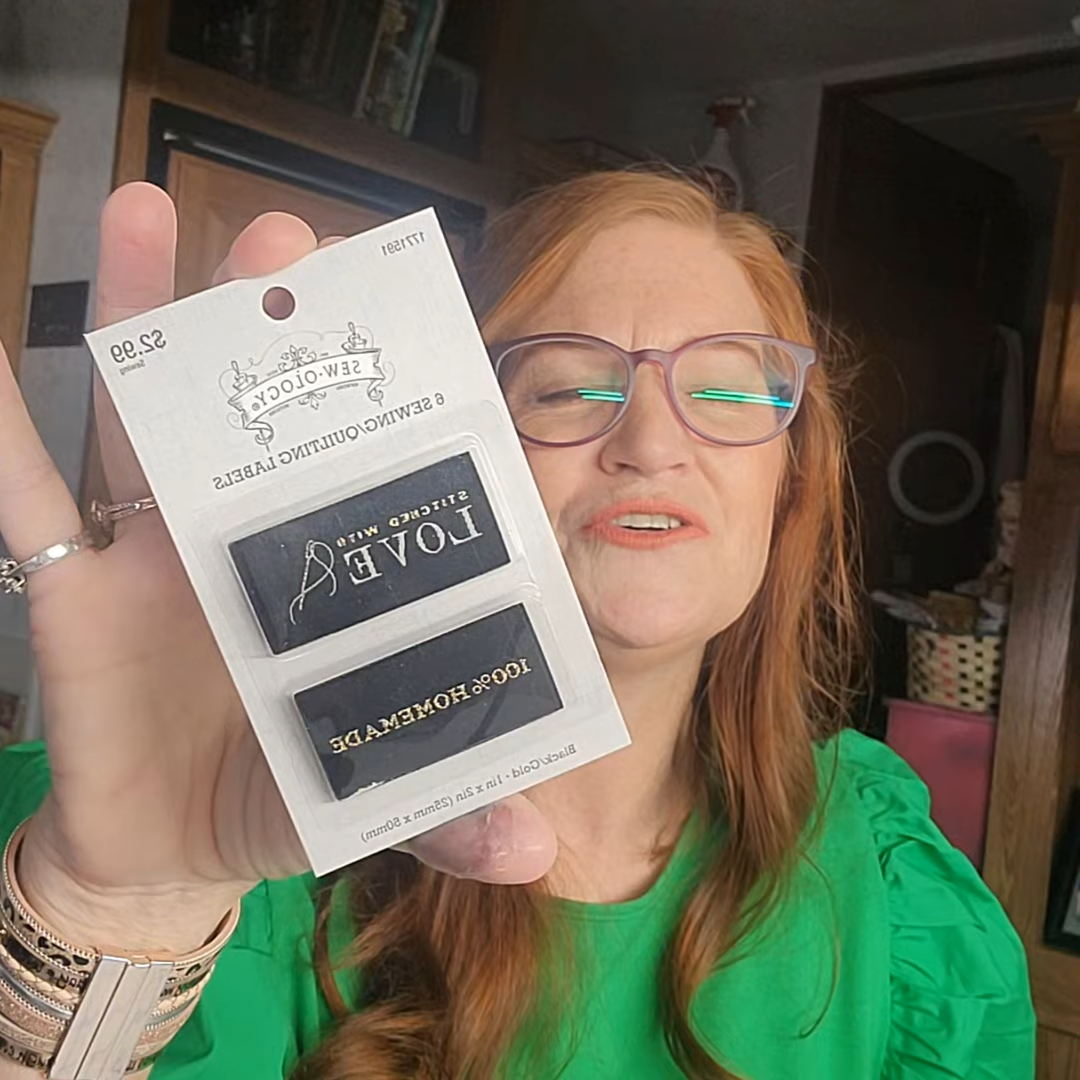 1771591
$2.99
Sewing
SEW·OLOGY®
6 SEWING/QUILTING LABELS
STITCHED WITH
LOVE
100% HOMEMADE
Black/Gold - 1in x 2in (25mm x 50mm)